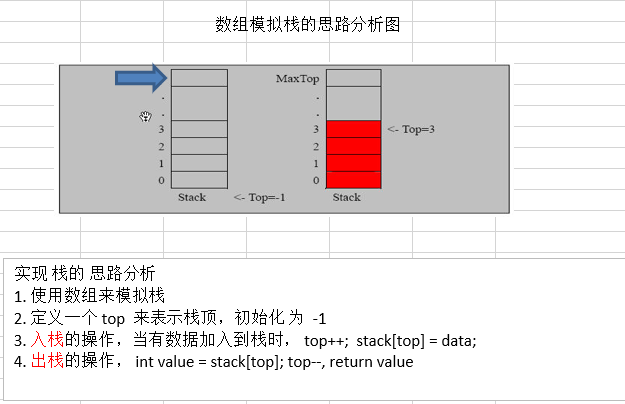 数组模拟栈的思路分析图
MaxTop
.
.
.
.
3
3
<- Top=3
2
2
1
1
0
0
Stack
<- Top=-1
Stack
实现 栈的 思路分析
1. 使用数组来模拟栈
2. 定义一个 top 来表示栈顶，初始化 为 -1
3. 入栈的操作，当有数据加入到栈时， top++; stack[top] = data;
4. 出栈的操作， int value = stack[top]; top--, return value